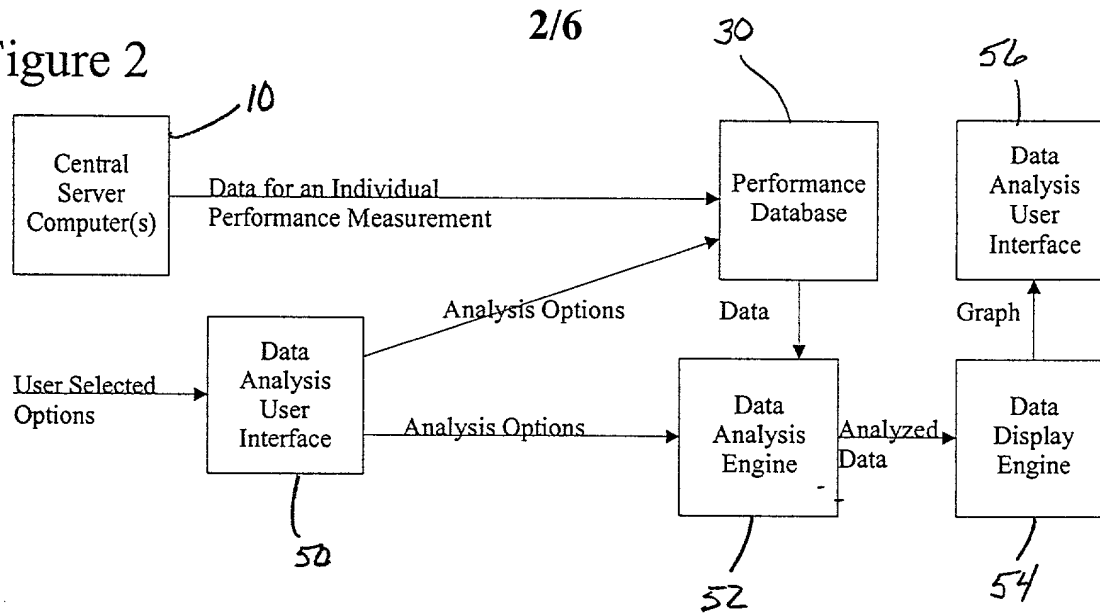 2/6
Figure 2
10
30
56
Central
Server
Computer(s)
Data for an Individual
Performance Measurement
Performance
Database
Data
Analysis
User
Interface
Analysis Options
Data
Graph
User Selected
Options
Data
Analysis
User
Interface
Analysis Options
Data
Analysis
Engine
Analyzed
Data
Data
Display
Engine
50
52
54